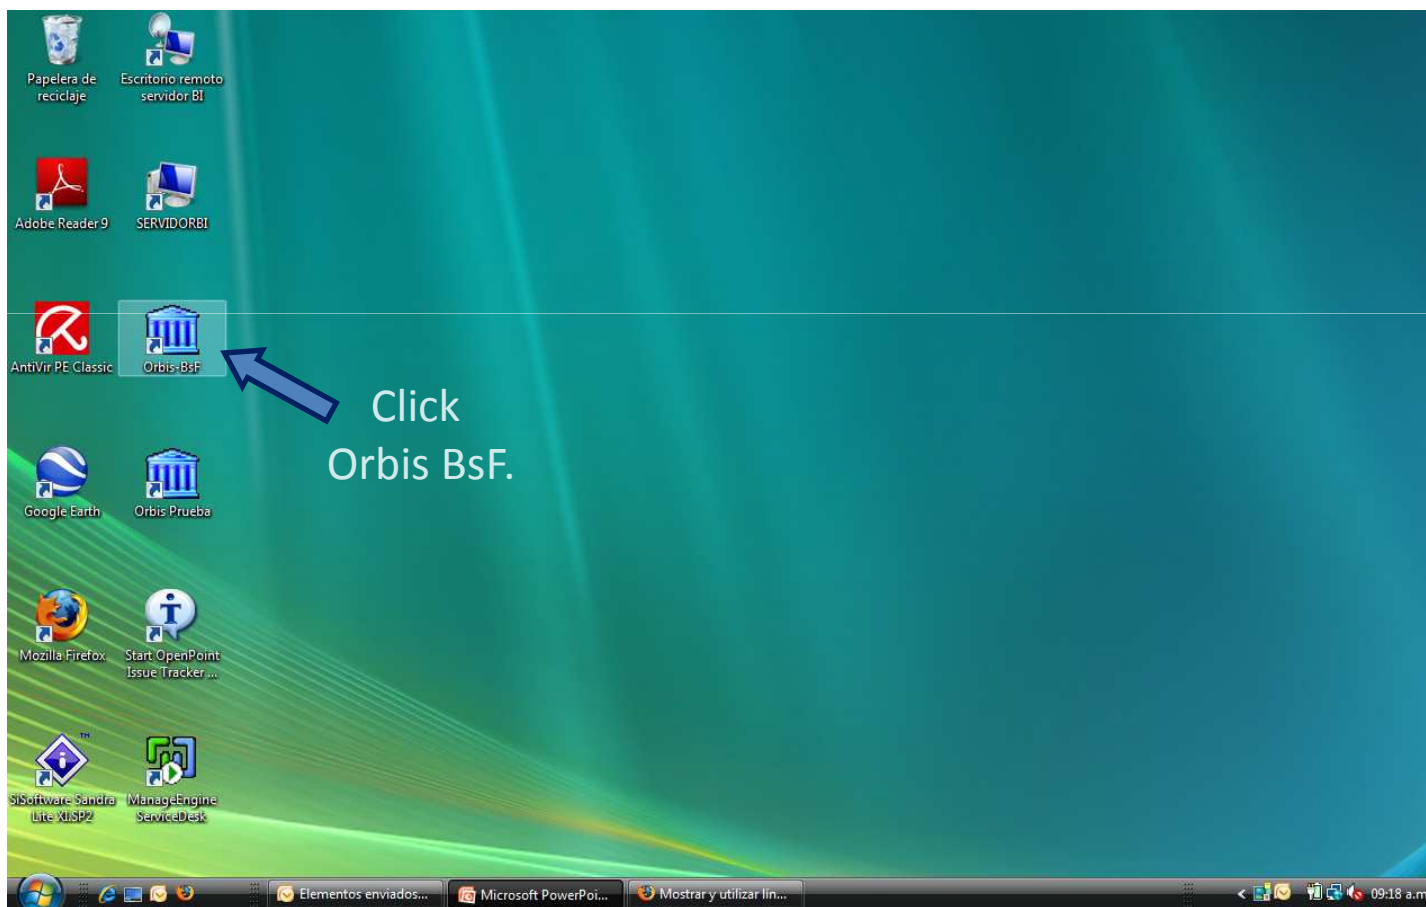 Papelera de
reciclaje
Escritorio remoto
servidor BI
Adobe Reader 9
SERVIDORBI
AntiVir PE Classic
Orbis-BsF
Click
Orbis BsF.
Google Earth
Orbis Prueba
Mozilla Firefox
Start OpenPoint
Issue Tracker ...
SiSoftware Sandra
Lite XI.SP2
ManageEngine
ServiceDesk
TM
Elementos enviados...
Microsoft PowerPoi...
Mostrar y utilizar lín...
09:18 a.m